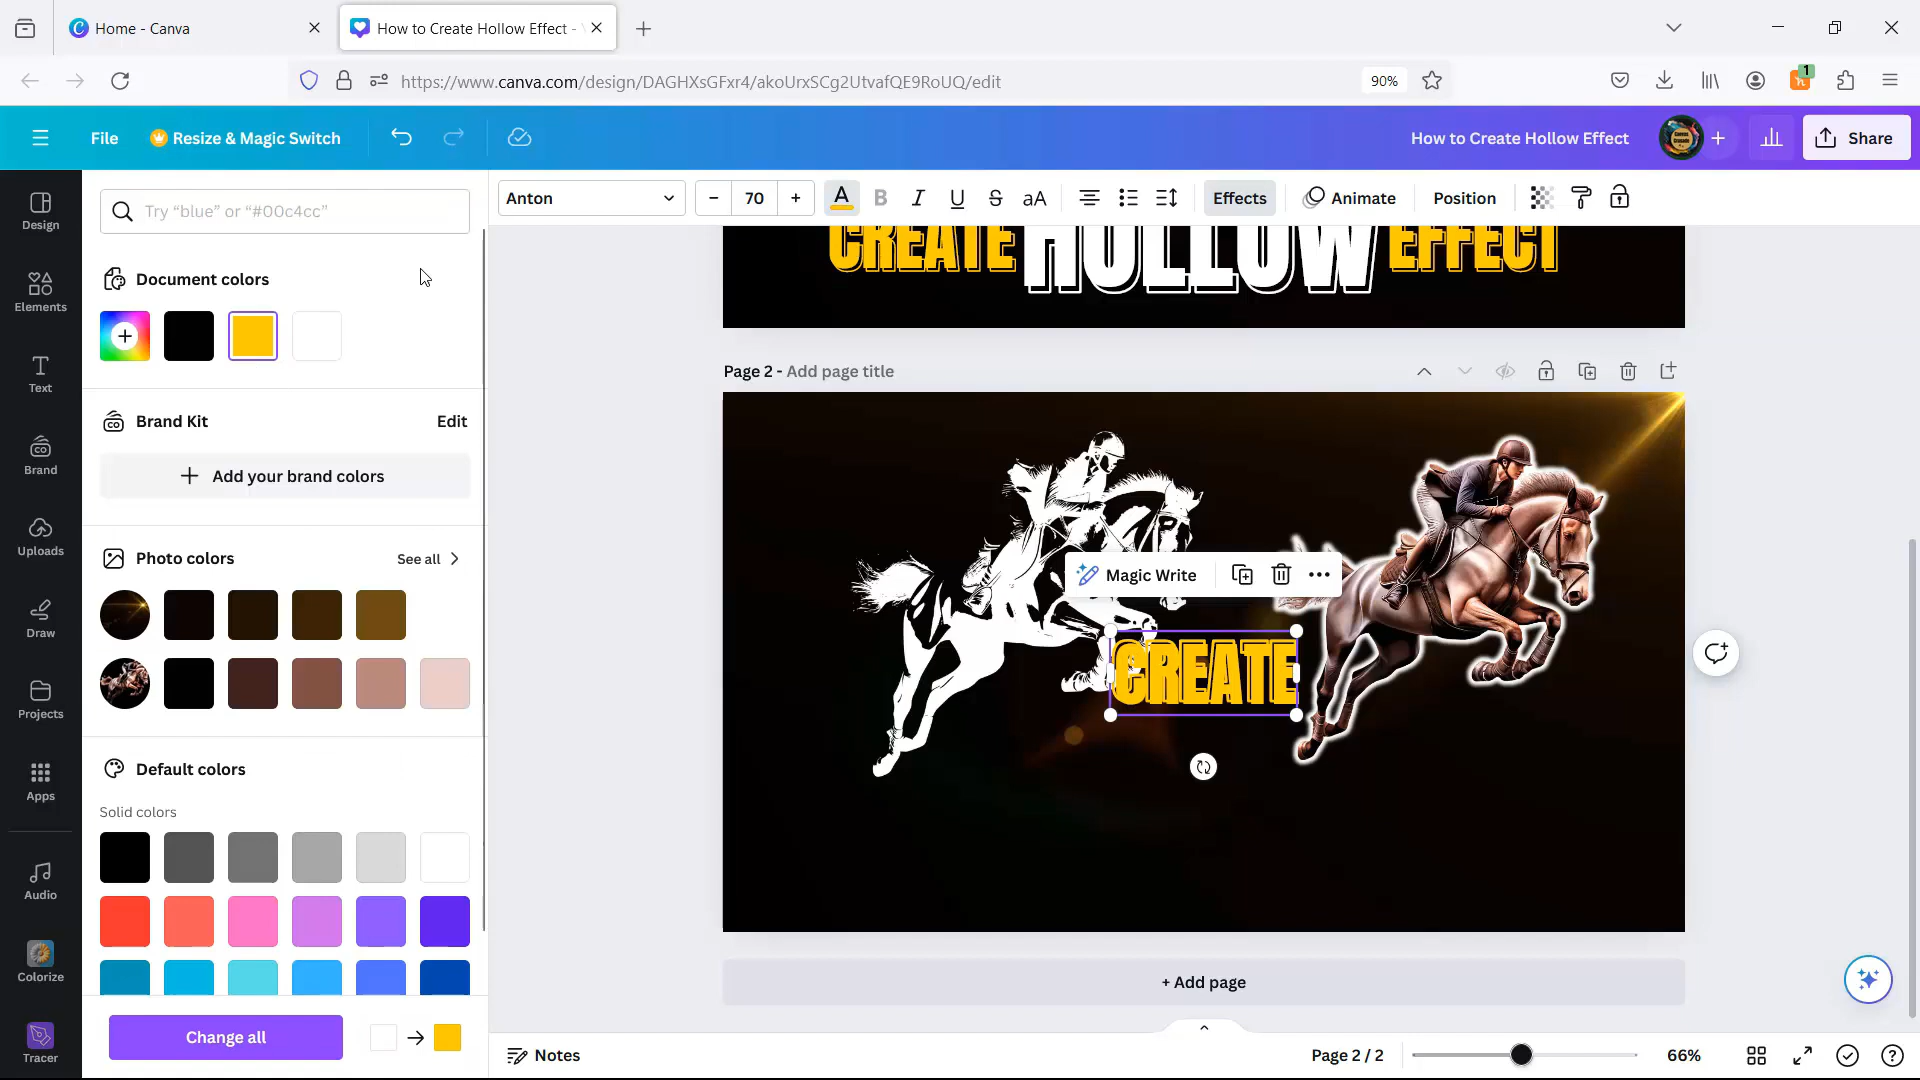 Home - Canva
How to Create Hollow Effect -
https://www.canva.com/design/DAGHXsGFxr4/akoUrxSCg2UtvafQE9RoUQ/edit
90%
1
File
Resize & Magic Switch
How to Create Hollow Effect
Share
Design
Elements
Text
Brand
Uploads
Draw
Projects
Apps
Audio
Colorize
Tracer
Try “blue” or “#00c4cc”
Document colors
Brand Kit
Edit
Add your brand colors
Photo colors
See all
Default colors
Solid colors
Change all
Anton
70
A
B
I
U
S
aA
Effects
Animate
Position
CREATE HOLLOW EFFECT
Page 2 - Add page title
Magic Write
CREATE
+ Add page
Notes
Page 2 / 2
66%